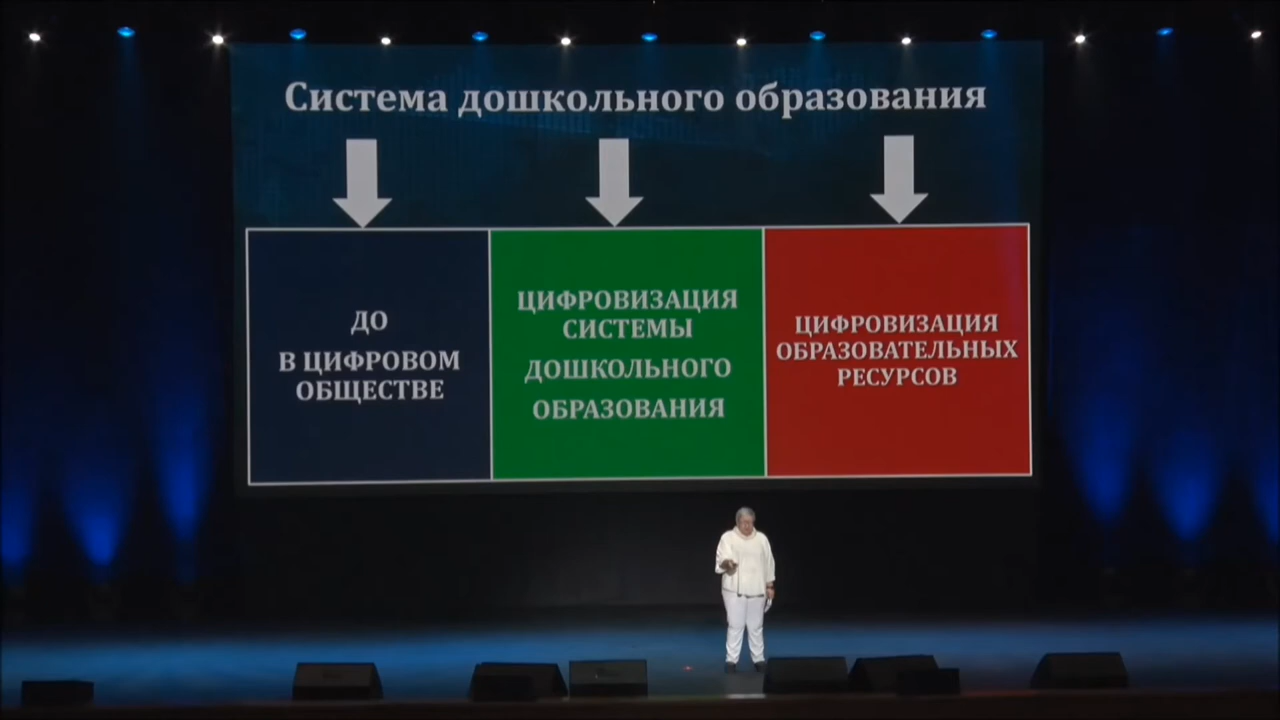 Система дошкольного образования
ДО
В ЦИФРОВОМ
ОБЩЕСТВЕ
ЦИФРОВИЗАЦИЯ
СИСТЕМЫ
ДОШКОЛЬНОГО
ОБРАЗОВАНИЯ
ЦИФРОВИЗАЦИЯ
ОБРАЗОВАТЕЛЬНЫХ
РЕСУРСОВ